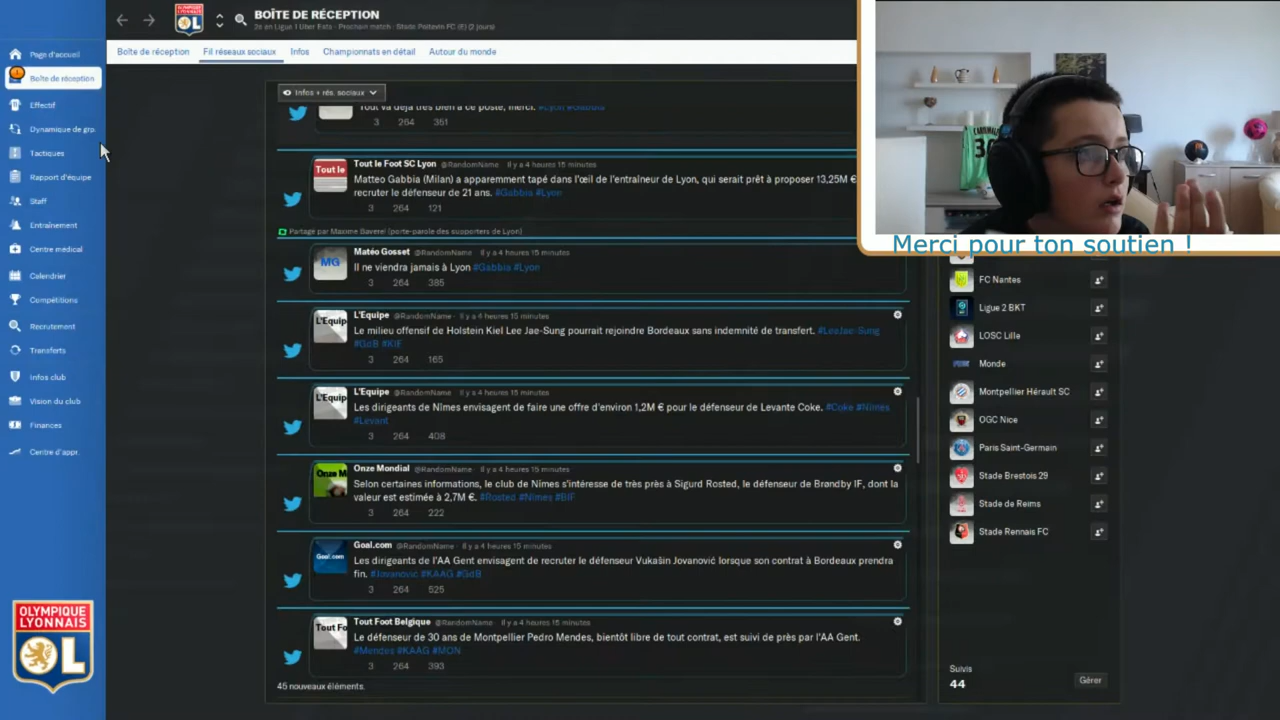 BOÎTE DE RÉCEPTION
2e en Ligue 1 Uber Eats - Prochain match : Stade Poitevin FC (E) (2 jours)
Page d'accueil
Boîte de réception
Effectif
Dynamique de grp.
Tactiques
Rapport d'équipe
Staff
Entraînement
Centre médical
Calendrier
Compétitions
Recrutement
Transferts
Infos club
Vision du club
Finances
Centre d'appr.
OLYMPIQUE
LYONNAIS
OL
Boîte de réception
Fil réseaux sociaux
Infos
Championnats en détail
Autour du monde
Infos + rés. sociaux
Tout va déjà très bien à ce poste, merci. #Lyon #Gabbia
3 264 351
Tout le
Tout le Foot SC Lyon @RandomName · Il y a 4 heures 15 minutes
Matteo Gabbia (Milan) a apparemment tapé dans l'œil de l'entraîneur de Lyon, qui serait prêt à proposer 13,25M €
recruter le défenseur de 21 ans. #Gabbia #Lyon
3 264 121
Partagé par Maxime Bavetel (porte-parole des supporters de Lyon)
MG
Matéo Gosset @RandomName · Il y a 4 heures 15 minutes
Il ne viendra jamais à Lyon #Gabbia #Lyon
3 264 385
L'Equip
L'Equipe @RandomName · Il y a 4 heures 15 minutes
Le milieu offensif de Holstein Kiel Lee Jae-Sung pourrait rejoindre Bordeaux sans indemnité de transfert. #LeeJae-Sung
#GdB #KIF
3 264 165
L'Equip
L'Equipe @RandomName · Il y a 4 heures 15 minutes
Les dirigeants de Nîmes envisagent de faire une offre d'environ 1,2M € pour le défenseur de Levante Coke. #Coke #Nîmes
#Levant
3 264 408
Onze M
Onze Mondial @RandomName · Il y a 4 heures 15 minutes
Selon certaines informations, le club de Nîmes s'intéresse de très près à Sigurd Rosted, le défenseur de Brøndby IF, dont la
valeur est estimée à 2,7M €. #Rosted #Nîmes #BIF
3 264 222
Goal.com
Goal.com @RandomName · Il y a 4 heures 15 minutes
Les dirigeants de l'AA Gent envisagent de recruter le défenseur Vukašin Jovanović lorsque son contrat à Bordeaux prendra
fin. #Jovanović #KAAG #GdB
3 264 525
Tout Fo
Tout Foot Belgique @RandomName · Il y a 4 heures 15 minutes
Le défenseur de 30 ans de Montpellier Pedro Mendes, bientôt libre de tout contrat, est suivi de près par l'AA Gent.
#Mendes #KAAG #MON
3 264 393
45 nouveaux éléments.
Merci pour ton soutien !
FC Nantes
Ligue 2 BKT
LOSC Lille
Monde
Montpellier Hérault SC
OGC Nice
Paris Saint-Germain
Stade Brestois 29
Stade de Reims
Stade Rennais FC
Suivis
44
Gérer